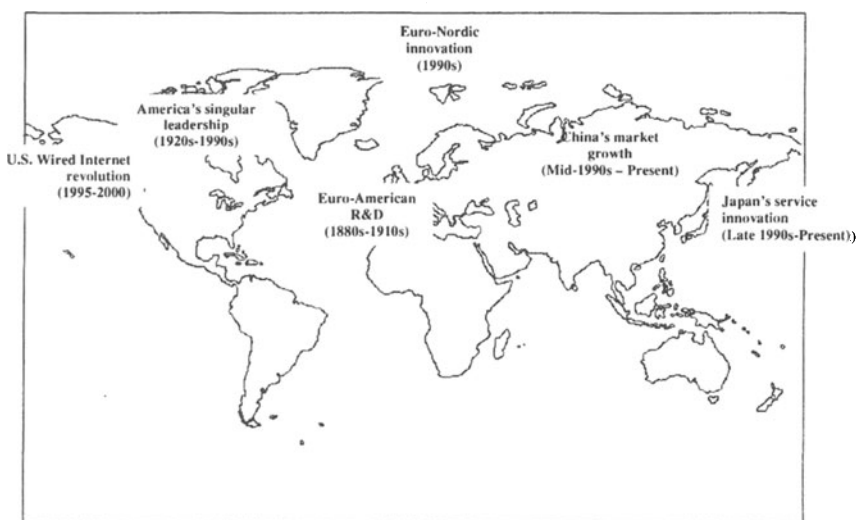 Euro-Nordic
innovation
(1990s)
America's singular
leadership
(1920s-1990s)
U.S. Wired Internet
revolution
(1995-2000)
China's market
growth
(Mid-1990s – Present)
Euro-American
R&D
(1880s-1910s)
Japan's service
innovation
(Late 1990s-Present))